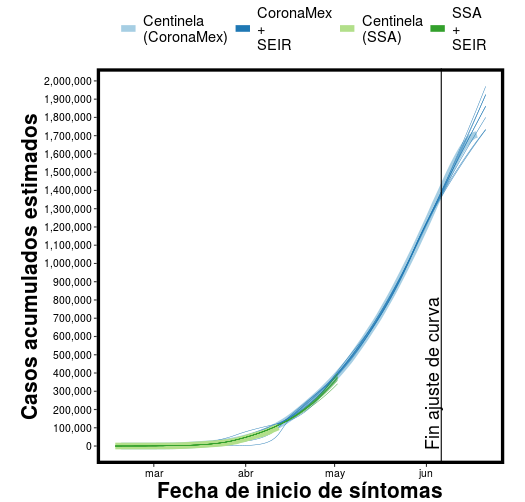 Centinela
(CoronaMex)
CoronaMex
+
SEIR
Centinela
(SSA)
SSA
+
SEIR
Casos acumulados estimados
2,000,000
1,900,000
1,800,000
1,700,000
1,600,000
1,500,000
1,400,000
1,300,000
1,200,000
1,100,000
1,000,000
900,000
800,000
700,000
600,000
500,000
400,000
300,000
200,000
100,000
0
Fin ajuste de curva
mar
abr
may
jun
Fecha de inicio de síntomas